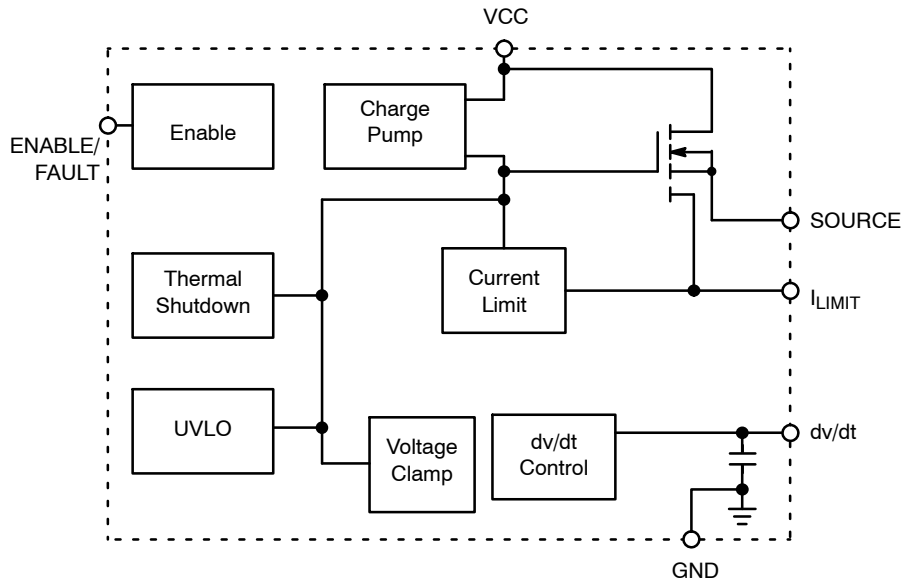 VCC
Enable
Charge
Pump
ENABLE/
FAULT
SOURCE
Thermal
Shutdown
Current
Limit
ILIMIT
UVLO
Voltage
Clamp
dv/dt
Control
dv/dt
GND